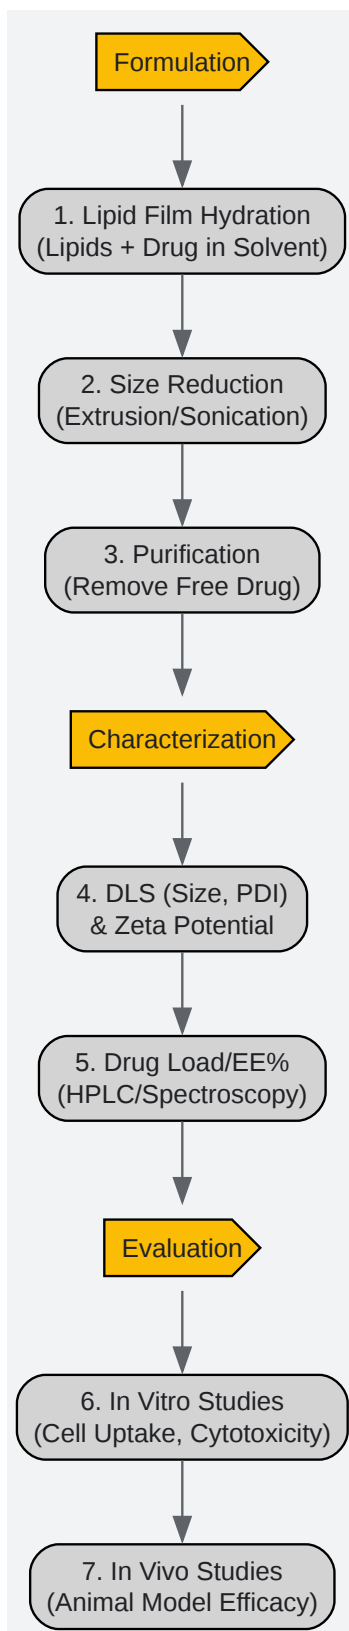 Formulation
1. Lipid Film Hydration
(Lipids + Drug in Solvent)
2. Size Reduction
(Extrusion/Sonication)
3. Purification
(Remove Free Drug)
Characterization
4. DLS (Size, PDI)
& Zeta Potential
5. Drug Load/EE%
(HPLC/Spectroscopy)
Evaluation
6. In Vitro Studies
(Cell Uptake, Cytotoxicity)
7. In Vivo Studies
(Animal Model Efficacy)